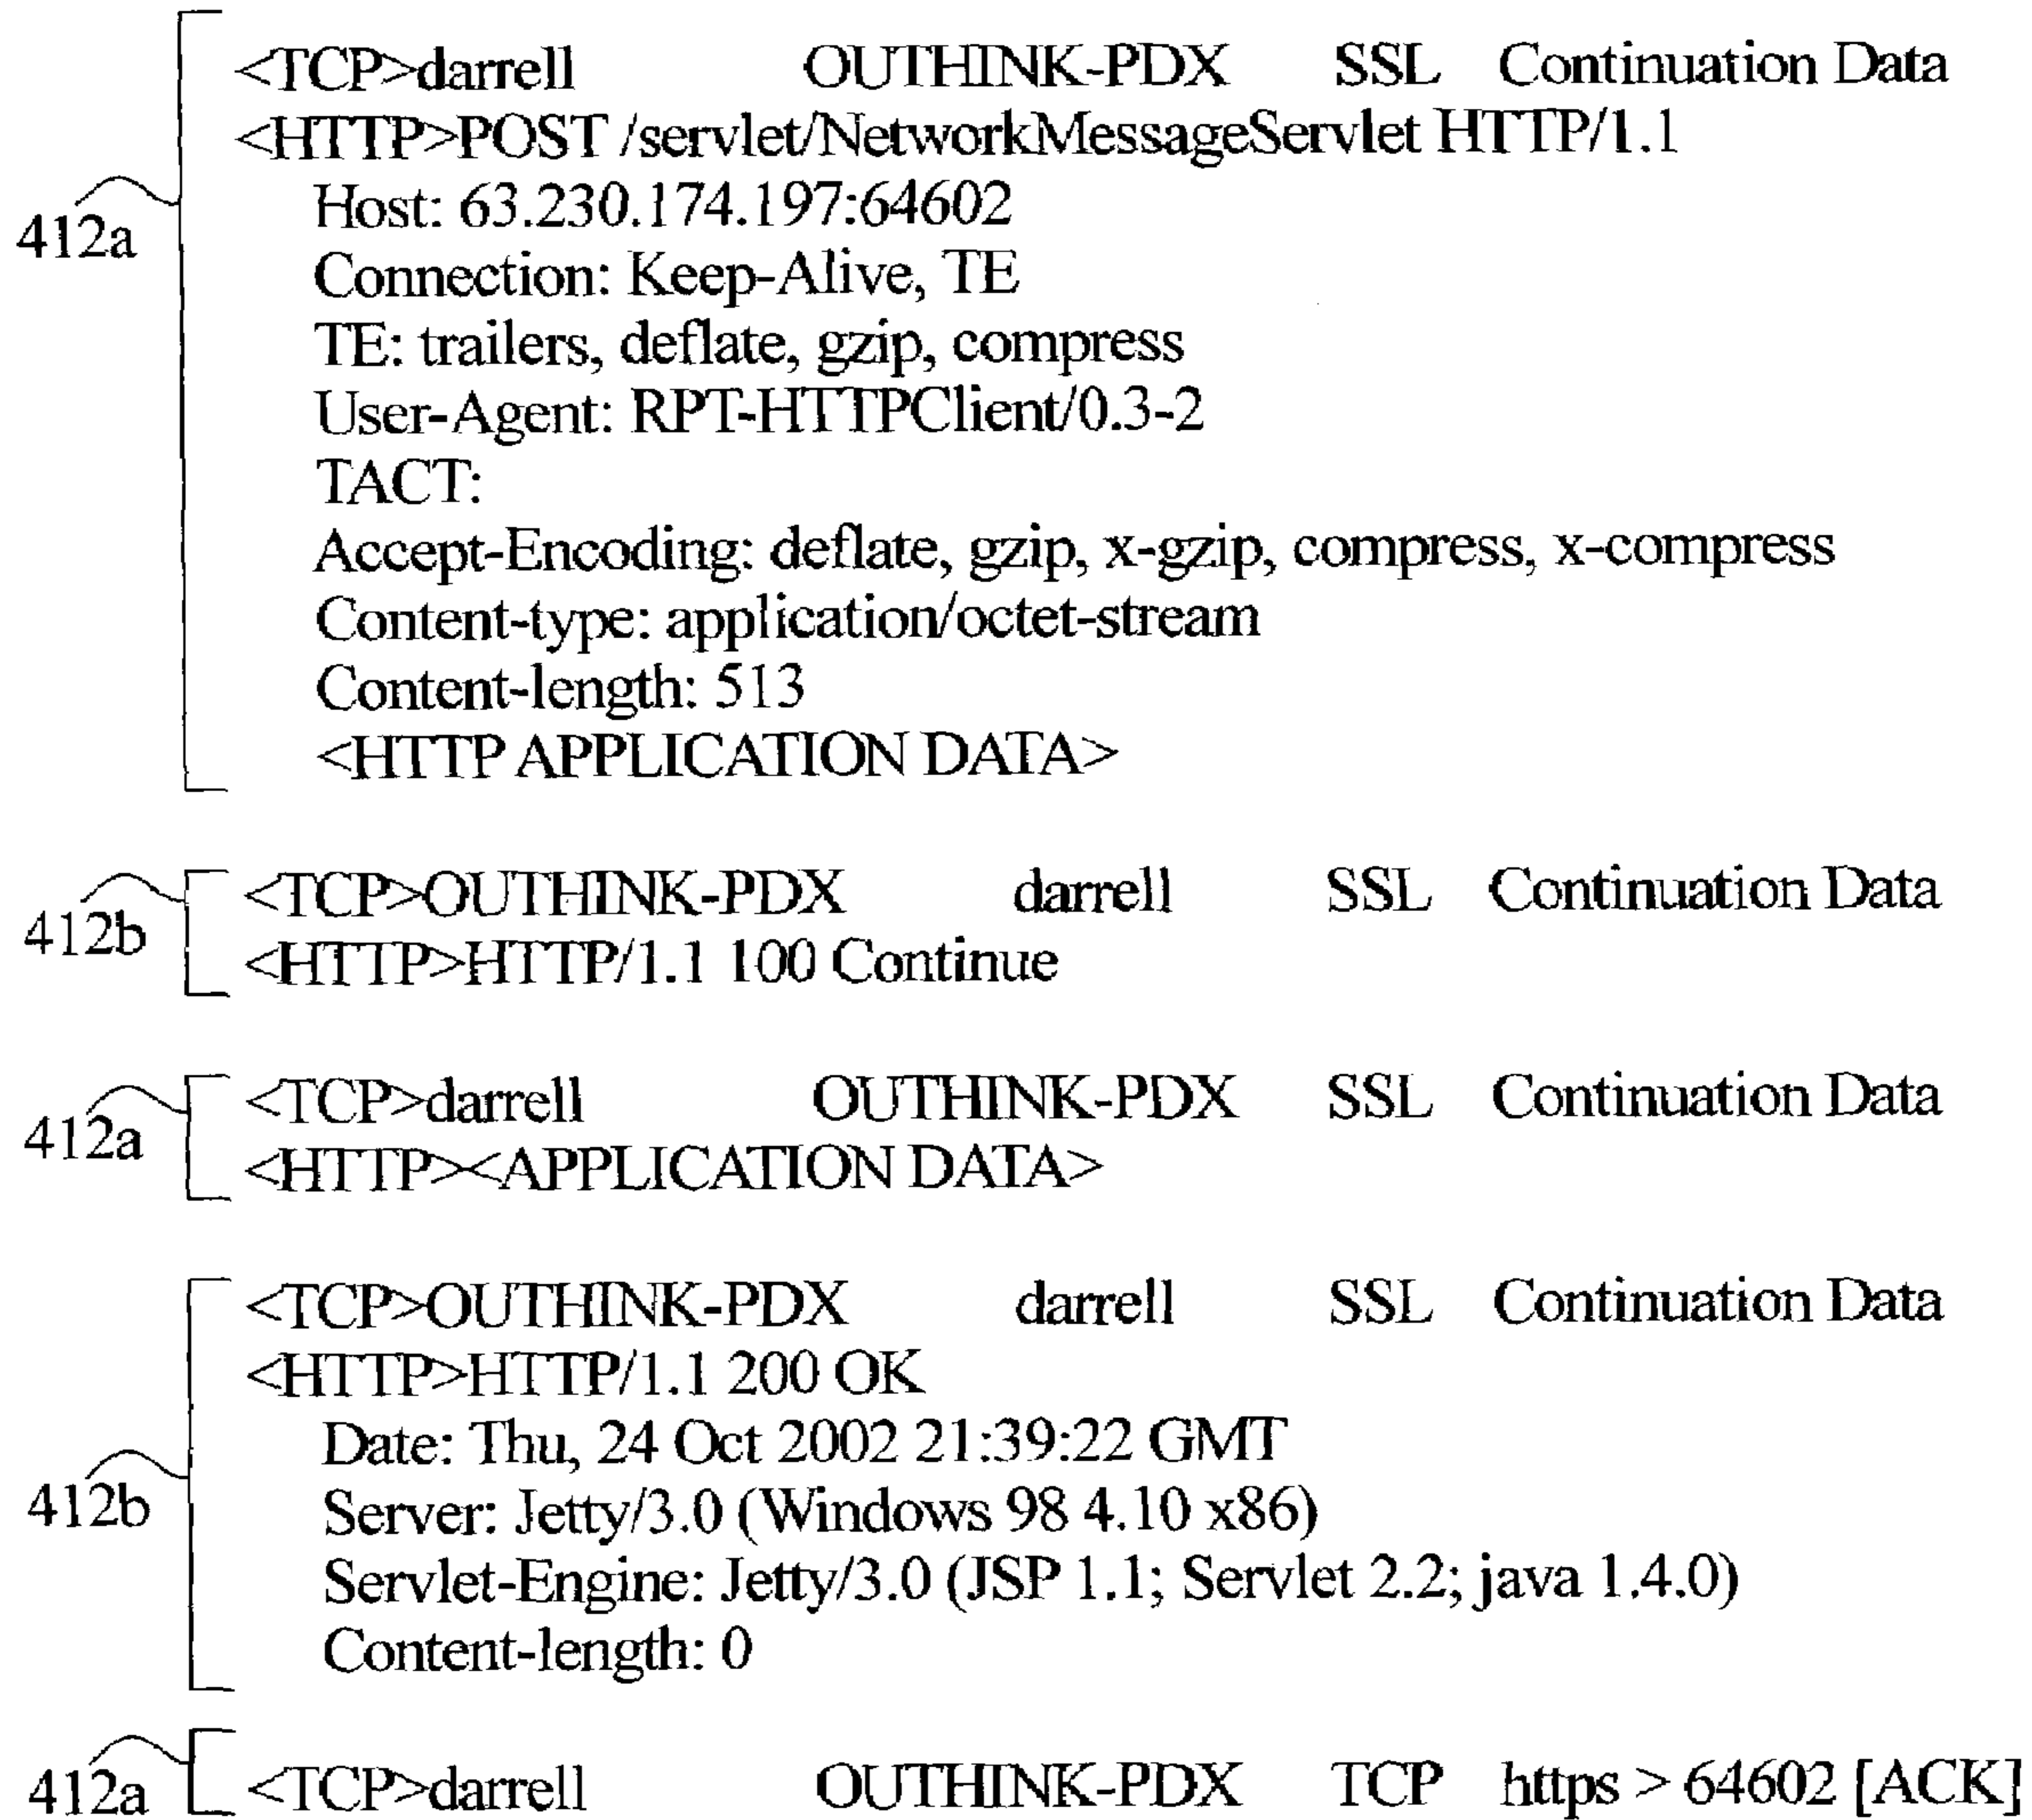 <TCP>darrell OUTHINK-PDX SSL Continuation Data
<HTTP>POST /servlet/NetworkMessageServlet HTTP/1.1
Host: 63.230.174.197:64602
412a
Connection: Keep-Alive, TE
TE: trailers, deflate, gzip, compress
User-Agent: RPT-HTTPClient/0.3-2
TACT:
Accept-Encoding: deflate, gzip, x-gzip, compress, x-compress
Content-type: application/octet-stream
Content-length: 513
<HTTP APPLICATION DATA>
<TCP>OUTHINK-PDX darrell SSL Continuation Data
412b
<HTTP>HTTP/1.1 100 Continue
<TCP>darrell OUTHINK-PDX SSL Continuation Data
412a
<HTTP><APPLICATION DATA>
<TCP>OUTHINK-PDX darrell SSL Continuation Data
<HTTP>HTTP/1.1 200 OK
Date: Thu, 24 Oct 2002 21:39:22 GMT
412b
Server: Jetty/3.0 (Windows 98 4.10 x86)
Servlet-Engine: Jetty/3.0 (JSP 1.1; Servlet 2.2; java 1.4.0)
Content-length: 0
412a
<TCP>darrell OUTHINK-PDX TCP https > 64602 [ACK]